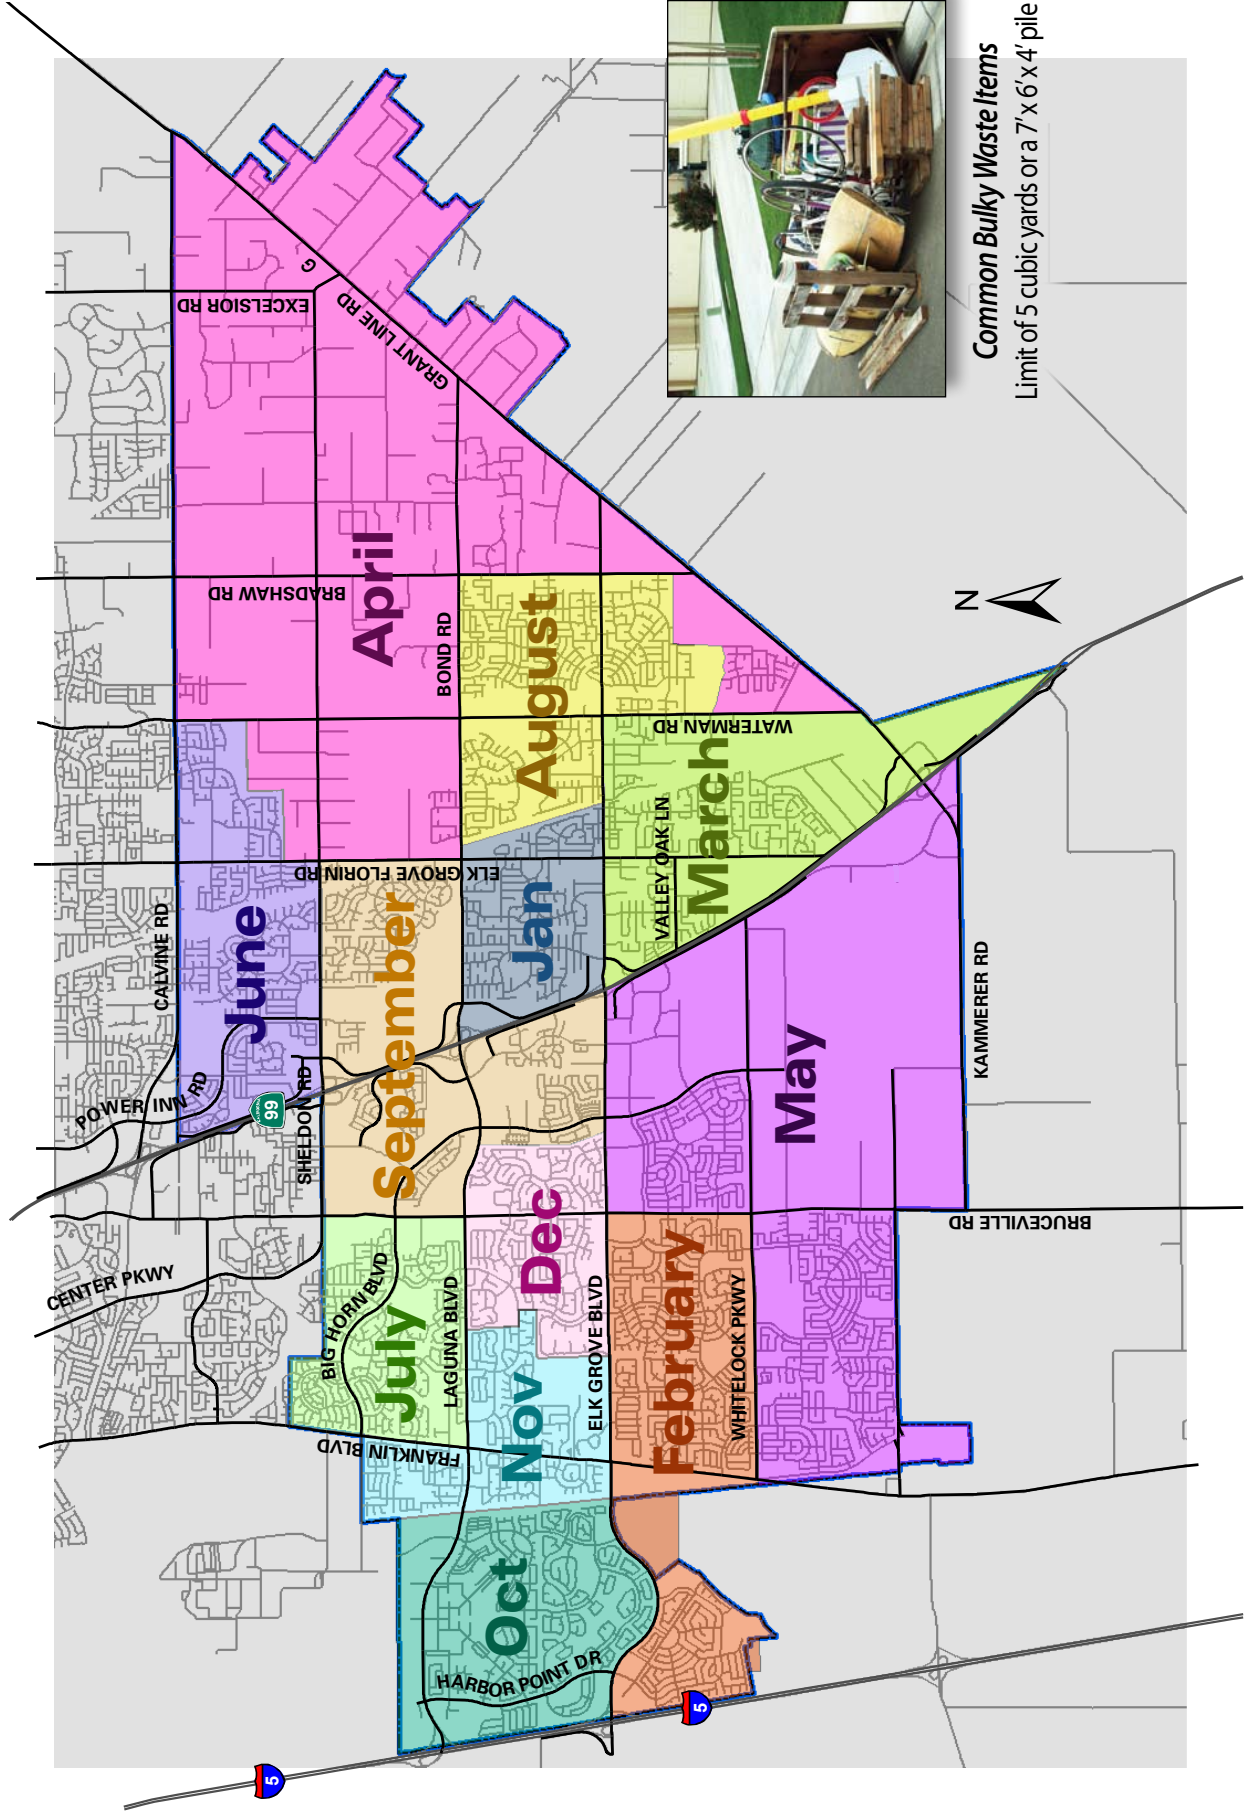 CALVINE RD
POWER INN RD
99
SHELDON RD
CENTER PKWY
EXCELSIOR RD
G
GRANT LINE RD
BRADSHAW RD
BOND RD
ELK GROVE FLORIN RD
WATERMAN RD
VALLEY OAK LN
BIG HORN BLVD
LAGUNA BLVD
FRANKLIN BLVD
ELK GROVE BLVD
WHITELOCK PKWY
HARBOR POINT DR
BRUCEVILLE RD
KAMMERER RD
June
April
September
July
August
Jan
Dec
Nov
Oct
March
February
May
5
5
N
Common Bulky Waste Items
Limit of 5 cubic yards or a 7' x 6' x 4' pile